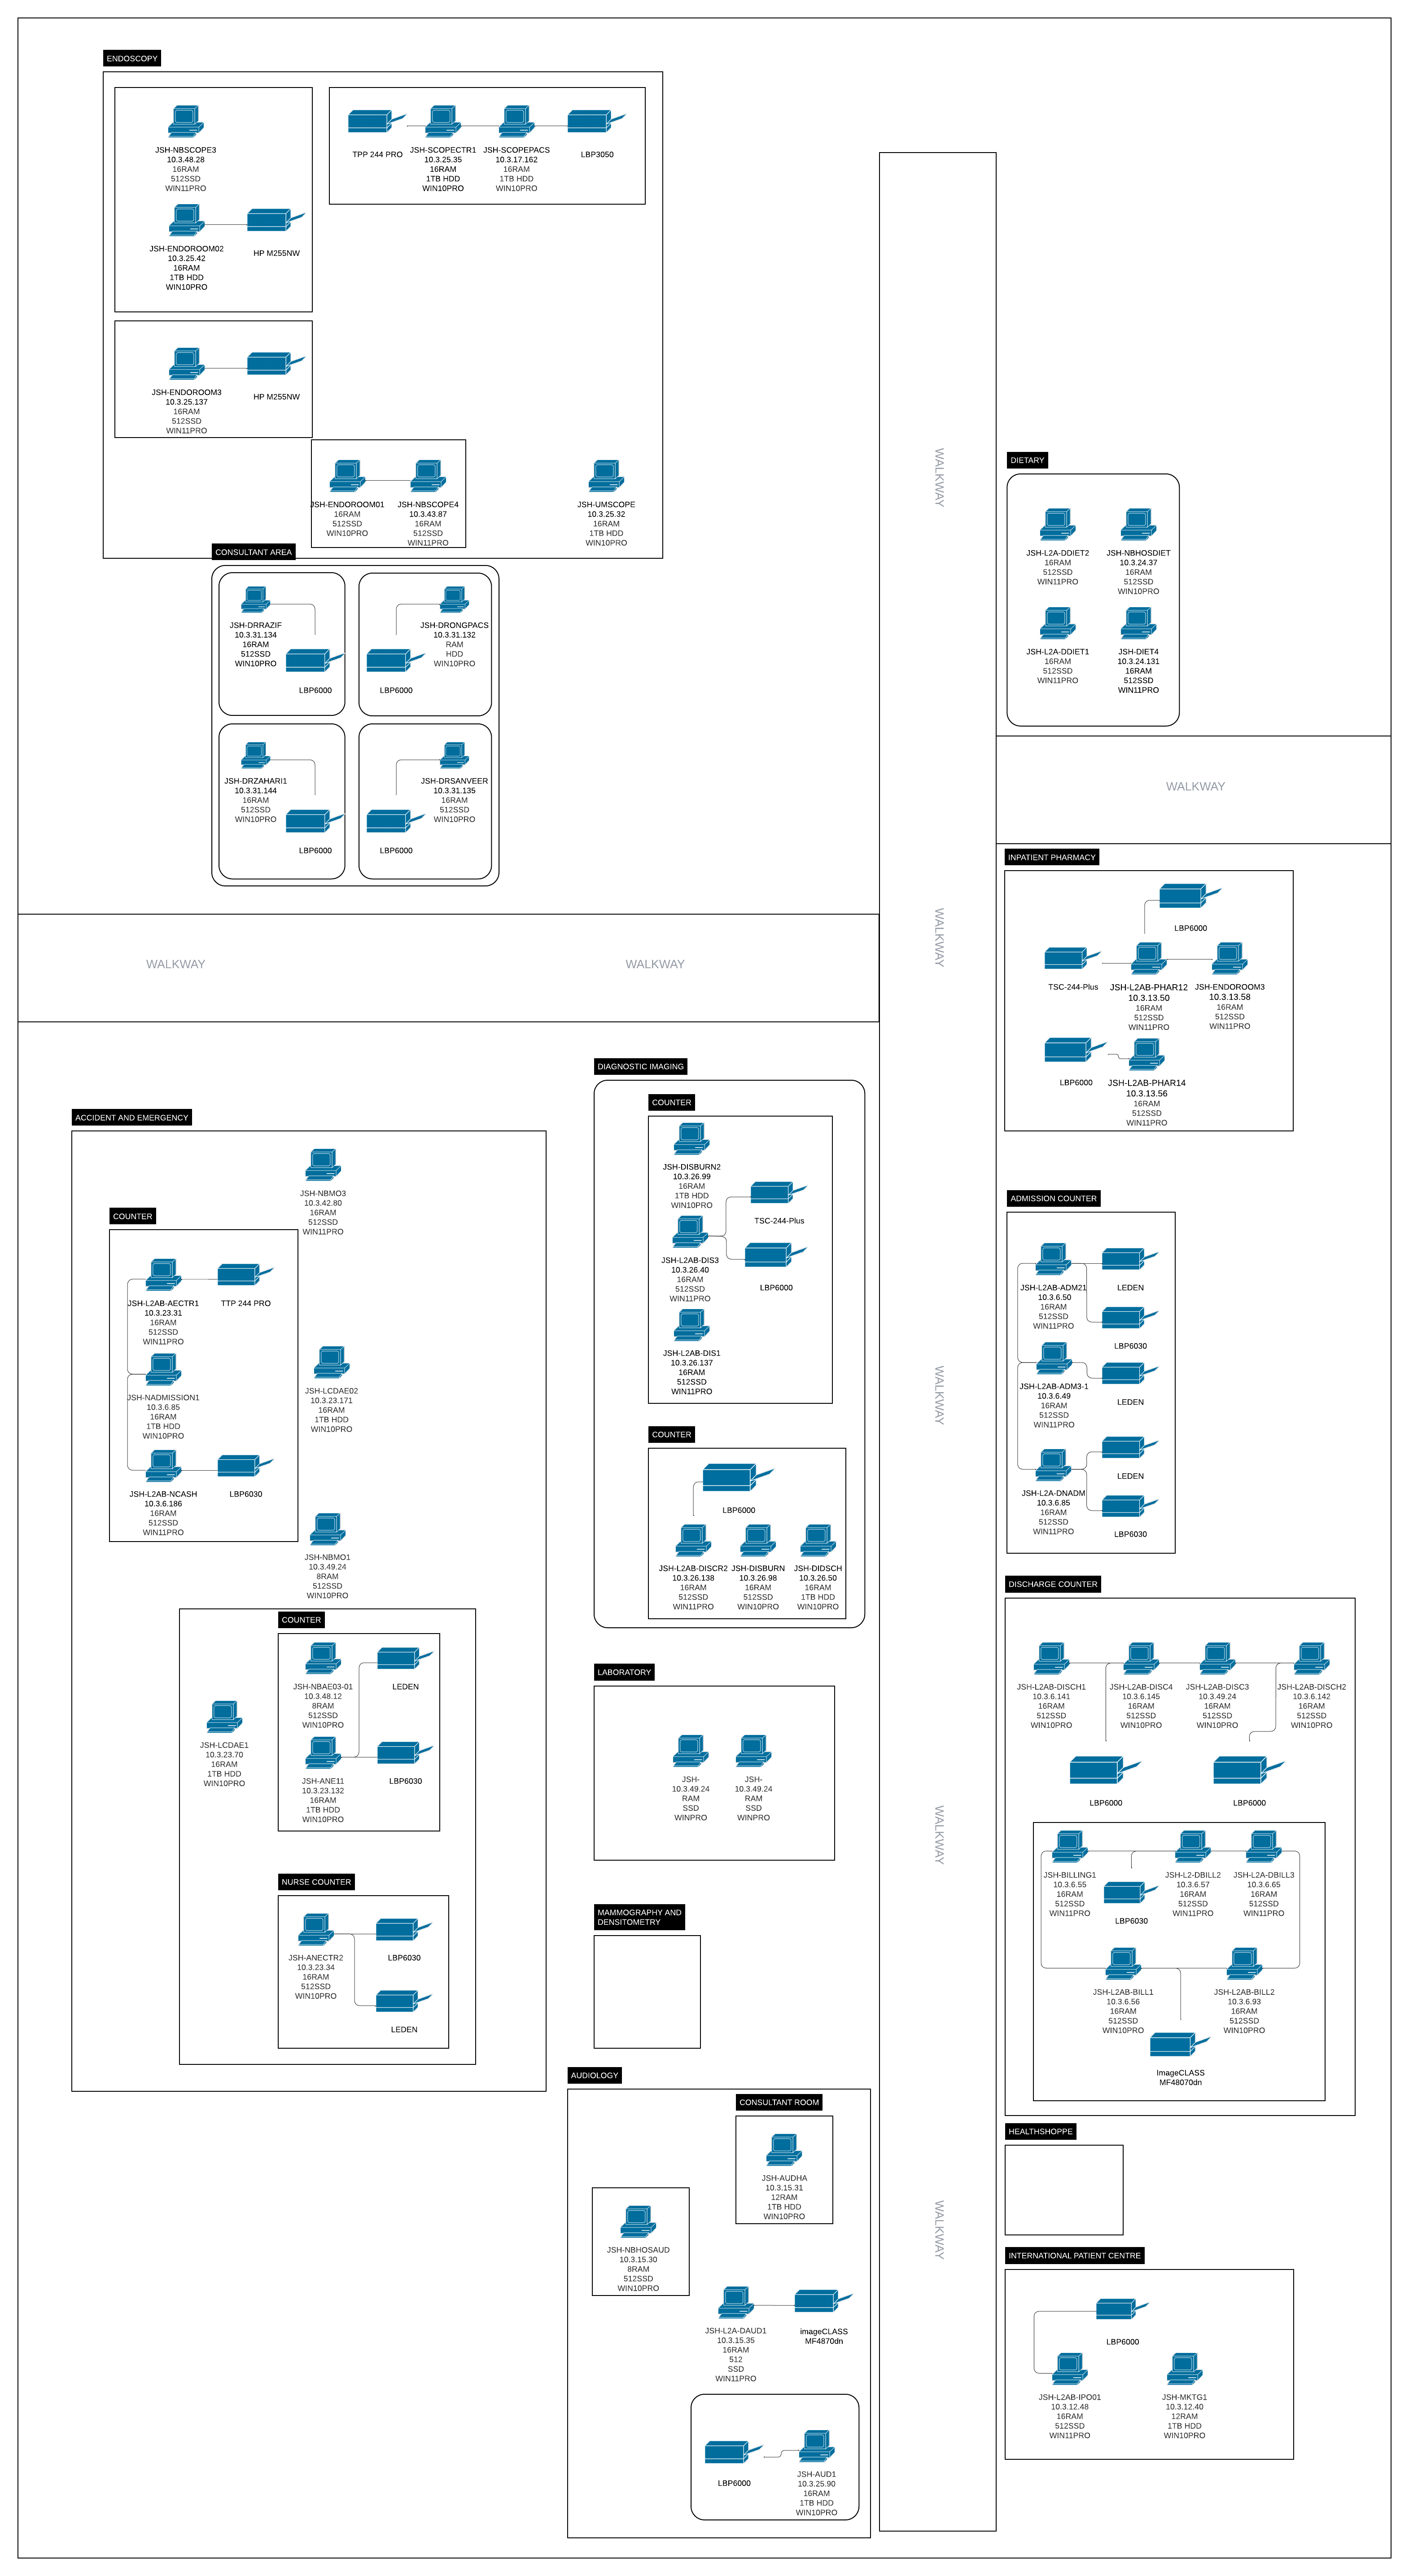 ENDOSCOPY
JSH-NBSCOPE3
10.3.48.28
16RAM
512SSD
WIN11PRO
JSH-ENDOROOM02
10.3.25.42
16RAM
1TB HDD
WIN10PRO
HP M255NW
TPP 244 PRO
JSH-SCOPECTR1
10.3.25.35
16RAM
1TB HDD
WIN10PRO
JSH-SCOPEPACS
10.3.17.162
16RAM
1TB HDD
WIN10PRO
LBP3050
JSH-ENDOROOM3
10.3.25.137
16RAM
512SSD
WIN11PRO
HP M255NW
JSH-ENDOROOM01
16RAM
512SSD
WIN10PRO
JSH-NBSCOPE4
10.3.43.87
16RAM
512SSD
WIN11PRO
JSH-UMSCOPE
10.3.25.32
16RAM
1TB HDD
WIN10PRO
CONSULTANT AREA
JSH-DRRAZIF
10.3.31.134
16RAM
512SSD
WIN10PRO
LBP6000
JSH-DRONGPACS
10.3.31.132
RAM
HDD
WIN10PRO
LBP6000
JSH-DRZAHARI1
10.3.31.144
16RAM
512SSD
WIN10PRO
LBP6000
JSH-DRSANVEER
10.3.31.135
16RAM
512SSD
WIN10PRO
LBP6000
WALKWAY
WALKWAY
WALKWAY
WALKWAY
WALKWAY
WALKWAY
WALKWAY
DIETARY
JSH-L2A-DDIET2
16RAM
512SSD
WIN11PRO
JSH-NBHOSDIET
10.3.24.37
16RAM
512SSD
WIN10PRO
JSH-L2A-DDIET1
16RAM
512SSD
WIN11PRO
JSH-DIET4
10.3.24.131
16RAM
512SSD
WIN11PRO
WALKWAY
INPATIENT PHARMACY
LBP6000
TSC-244-Plus
JSH-L2AB-PHAR12
10.3.13.50
16RAM
512SSD
WIN11PRO
JSH-ENDOROOM3
10.3.13.58
16RAM
512SSD
WIN11PRO
LBP6000
JSH-L2AB-PHAR14
10.3.13.56
16RAM
512SSD
WIN11PRO
ACCIDENT AND EMERGENCY
JSH-NBMO3
10.3.42.80
16RAM
512SSD
WIN11PRO
COUNTER
JSH-L2AB-AECTR1
10.3.23.31
16RAM
512SSD
WIN11PRO
TTP 244 PRO
JSH-NADMISSION1
10.3.6.85
16RAM
1TB HDD
WIN10PRO
JSH-L2AB-NCASH
10.3.6.186
16RAM
512SSD
WIN11PRO
LBP6030
JSH-LCDAE02
10.3.23.171
16RAM
1TB HDD
WIN10PRO
JSH-NBMO1
10.3.49.24
8RAM
512SSD
WIN10PRO
COUNTER
JSH-NBAE03-01
10.3.48.12
8RAM
512SSD
WIN10PRO
LEDEN
JSH-ANE11
10.3.23.132
16RAM
1TB HDD
WIN10PRO
LBP6030
JSH-LCDAE1
10.3.23.70
16RAM
1TB HDD
WIN10PRO
NURSE COUNTER
JSH-ANECTR2
10.3.23.34
16RAM
512SSD
WIN10PRO
LBP6030
LEDEN
DIAGNOSTIC IMAGING
COUNTER
JSH-DISBURN2
10.3.26.99
16RAM
1TB HDD
WIN10PRO
TSC-244-Plus
JSH-L2AB-DIS3
10.3.26.40
16RAM
512SSD
WIN11PRO
LBP6000
JSH-L2AB-DIS1
10.3.26.137
16RAM
512SSD
WIN11PRO
COUNTER
LBP6000
JSH-L2AB-DISCR2
10.3.26.138
16RAM
512SSD
WIN11PRO
JSH-DISBURN
10.3.26.98
16RAM
512SSD
WIN10PRO
JSH-DIDSCH
10.3.26.50
16RAM
1TB HDD
WIN10PRO
LABORATORY
JSH-
10.3.49.24
RAM
SSD
WINPRO
JSH-
10.3.49.24
RAM
SSD
WINPRO
MAMMOGRAPHY AND
DENSITOMETRY
AUDIOLOGY
CONSULTANT ROOM
JSH-AUDHA
10.3.15.31
12RAM
1TB HDD
WIN10PRO
JSH-NBHOSAUD
10.3.15.30
8RAM
512SSD
WIN10PRO
JSH-L2A-DAUD1
10.3.15.35
16RAM
512
SSD
WIN11PRO
imageCLASS
MF4870dn
LBP6000
JSH-AUD1
10.3.25.90
16RAM
1TB HDD
WIN10PRO
ADMISSION COUNTER
JSH-L2AB-ADM21
10.3.6.50
16RAM
512SSD
WIN11PRO
LEDEN
LBP6030
JSH-L2AB-ADM3-1
10.3.6.49
16RAM
512SSD
WIN11PRO
LEDEN
JSH-L2A-DNADM
10.3.6.85
16RAM
512SSD
WIN11PRO
LEDEN
LBP6030
DISCHARGE COUNTER
JSH-L2AB-DISCH1
10.3.6.141
16RAM
512SSD
WIN10PRO
JSH-L2AB-DISC4
10.3.6.145
16RAM
512SSD
WIN10PRO
JSH-L2AB-DISC3
10.3.49.24
16RAM
512SSD
WIN10PRO
JSH-L2AB-DISCH2
10.3.6.142
16RAM
512SSD
WIN10PRO
LBP6000
LBP6000
JSH-BILLING1
10.3.6.55
16RAM
512SSD
WIN11PRO
LBP6030
JSH-L2-DBILL2
10.3.6.57
16RAM
512SSD
WIN11PRO
JSH-L2A-DBILL3
10.3.6.65
16RAM
512SSD
WIN11PRO
JSH-L2AB-BILL1
10.3.6.56
16RAM
512SSD
WIN10PRO
JSH-L2AB-BILL2
10.3.6.93
16RAM
512SSD
WIN10PRO
ImageCLASS
MF48070dn
HEALTHSHOPPE
INTERNATIONAL PATIENT CENTRE
LBP6000
JSH-L2AB-IPO01
10.3.12.48
16RAM
512SSD
WIN11PRO
JSH-MKTG1
10.3.12.40
12RAM
1TB HDD
WIN10PRO